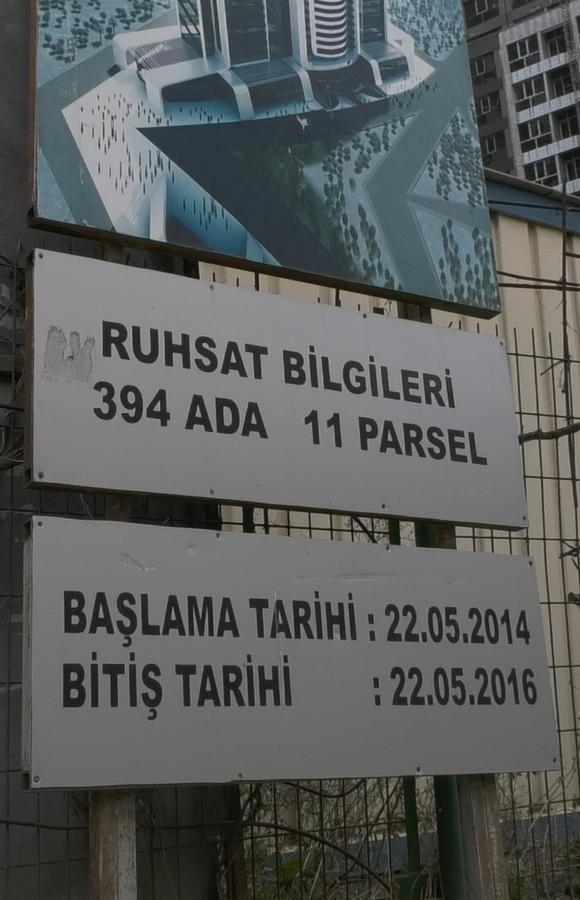 RUHSAT BİLGİLERİ
394 ADA 11 PARSEL
BAŞLAMA TARİHİ : 22.05.2014
BİTİŞ TARİHİ : 22.05.2016